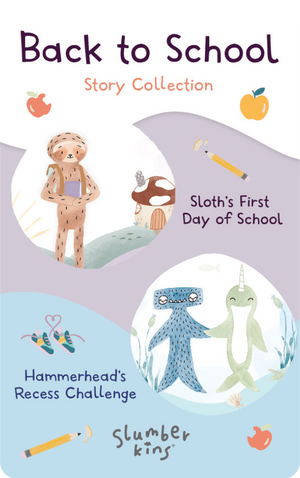 Back to School
Story Collection
Sloth's First
Day of School
Hammerhead's
Recess Challenge
slumber
kins